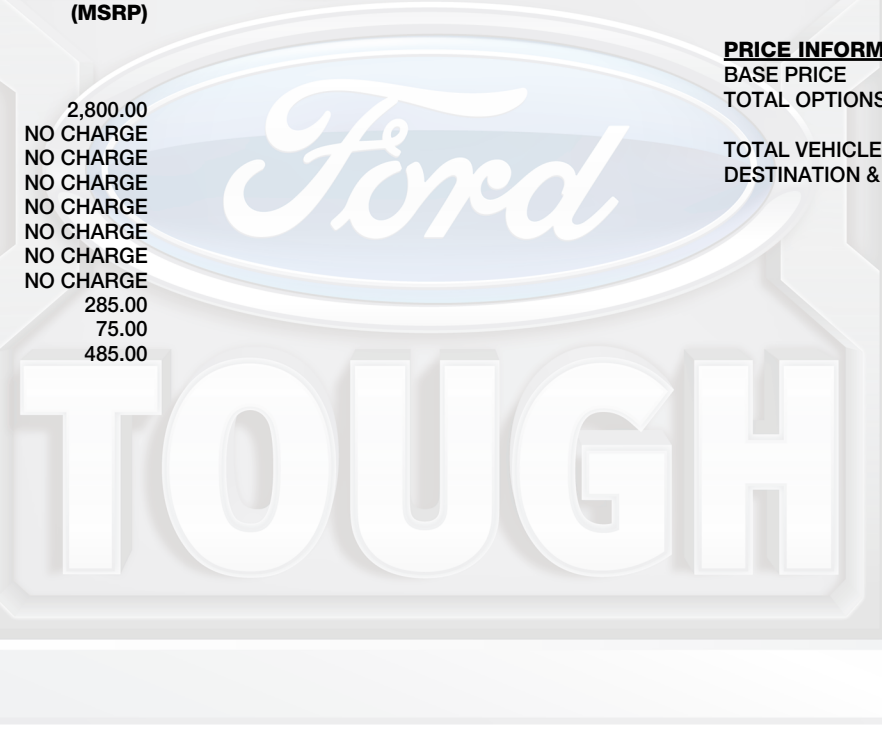 (MSRP)
2,800.00
NO CHARGE
NO CHARGE
NO CHARGE
NO CHARGE
NO CHARGE
NO CHARGE
NO CHARGE
285.00
75.00
485.00
PRICE INFORM
BASE PRICE
TOTAL OPTIONS
TOTAL VEHICLE
DESTINATION &
Ford
TOUGH